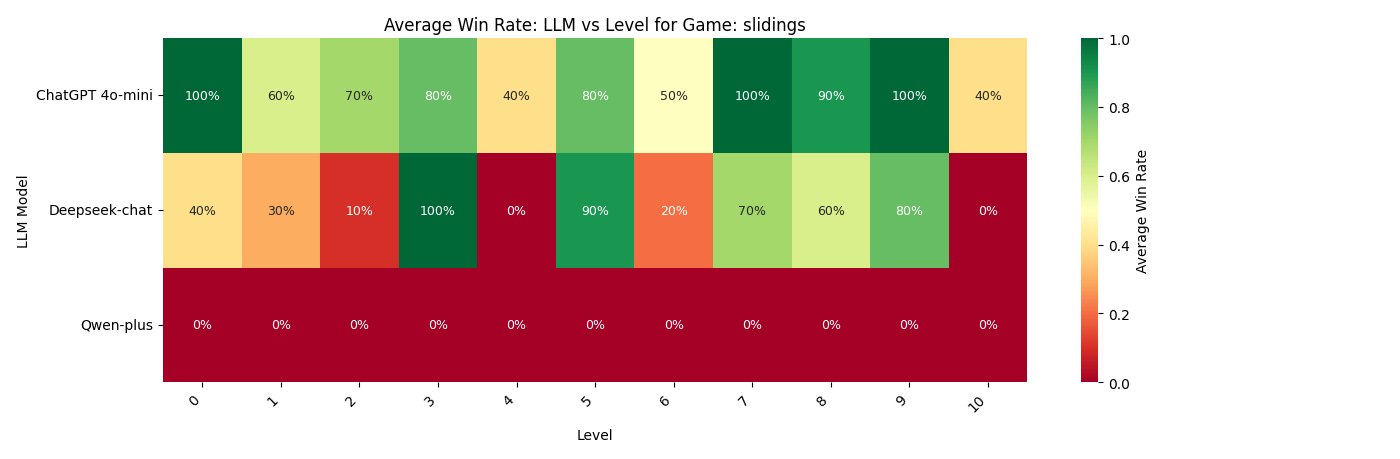 Average Win Rate: LLM vs Level for Game: slidings
LLM Model
ChatGPT 4o-mini 100% 60% 70% 80% 40% 80% 50% 100% 90% 100% 40%
Deepseek-chat 40% 30% 10% 100% 0% 90% 20% 70% 60% 80% 0%
Qwen-plus 0% 0% 0% 0% 0% 0% 0% 0% 0% 0% 0%
0 1 2 3 4 5 6 7 8 9 10
Level
1.0
0.8
0.6
0.4
0.2
0.0
Average Win Rate